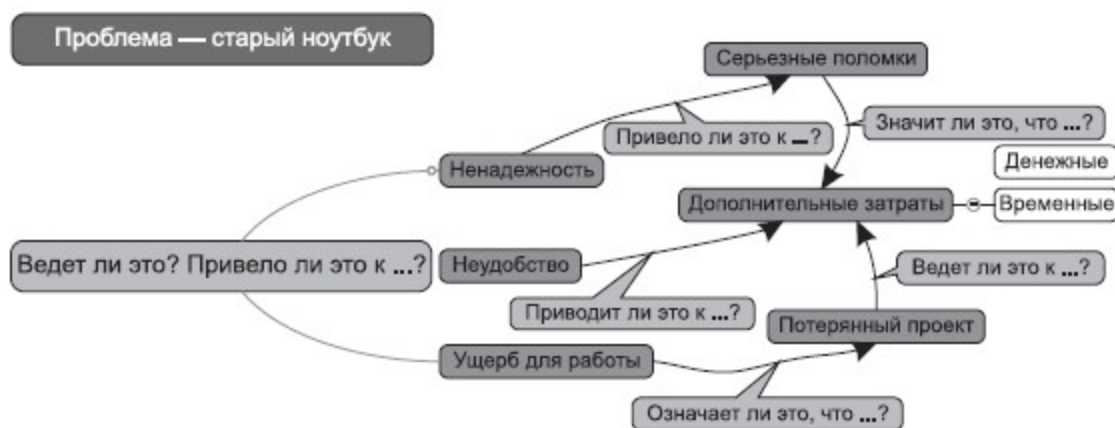 Проблема — старый ноутбук
Серьезные поломки
Привело ли это к ...?
Значит ли это, что ...?
Денежные
Ненадежность
Дополнительные затраты
Временные
Ведет ли это? Привело ли это к ...?
Неудобство
Ведет ли это к ...?
Приводит ли это к ...?
Потерянный проект
Ущерб для работы
Означает ли это, что ...?